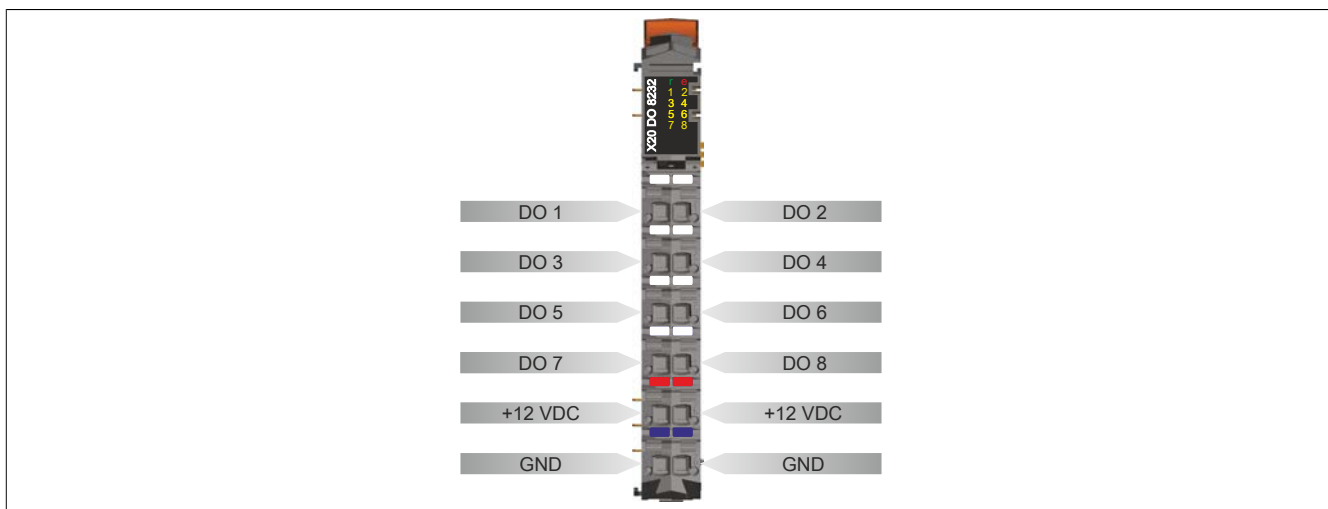 X20 DO 8232
r e
1 2
3 4
5 6
7 8
DO 1 DO 2
DO 3 DO 4
DO 5 DO 6
DO 7 DO 8
+12 VDC +12 VDC
GND GND